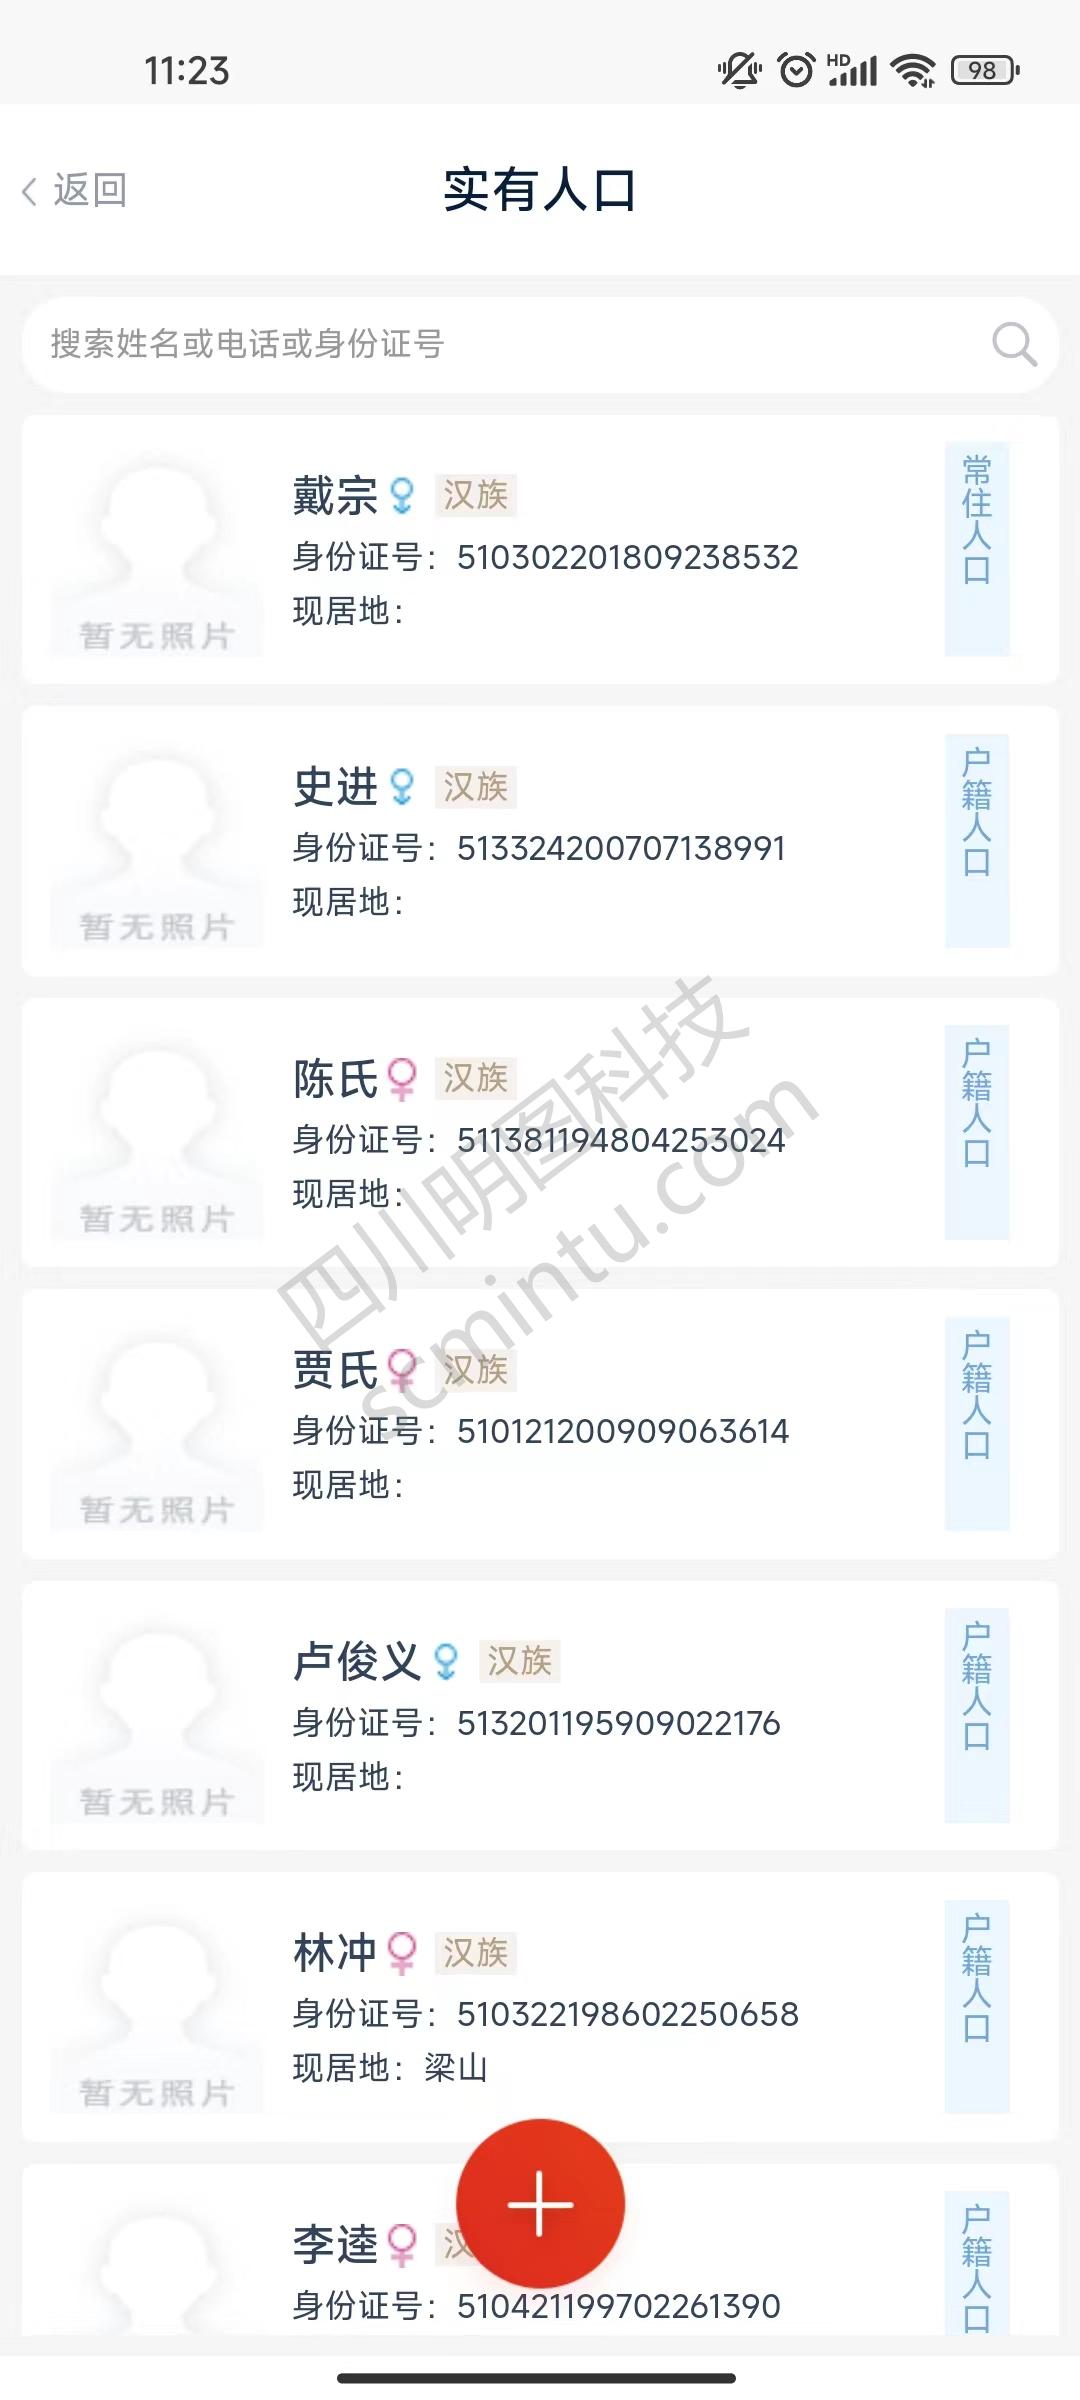 11:23
HD
98
返回
实有人口
搜索姓名或电话或身份证号
戴宗 汉族
身份证号：510302201809238532
现居地：
暂无照片
常住人口
史进 汉族
身份证号：513324200707138991
现居地：
暂无照片
户籍人口
陈氏 汉族
身份证号：511381194804253024
现居地：
暂无照片
户籍人口
贾氏 汉族
身份证号：510121200909063614
现居地：
暂无照片
户籍人口
卢俊义 汉族
身份证号：513201195909022176
现居地：
暂无照片
户籍人口
林冲 汉族
身份证号：510322198602250658
现居地：梁山
暂无照片
户籍人口
李逵 汉
身份证号：510421199702261390
户籍人口
四川明图科技
scmintu.com